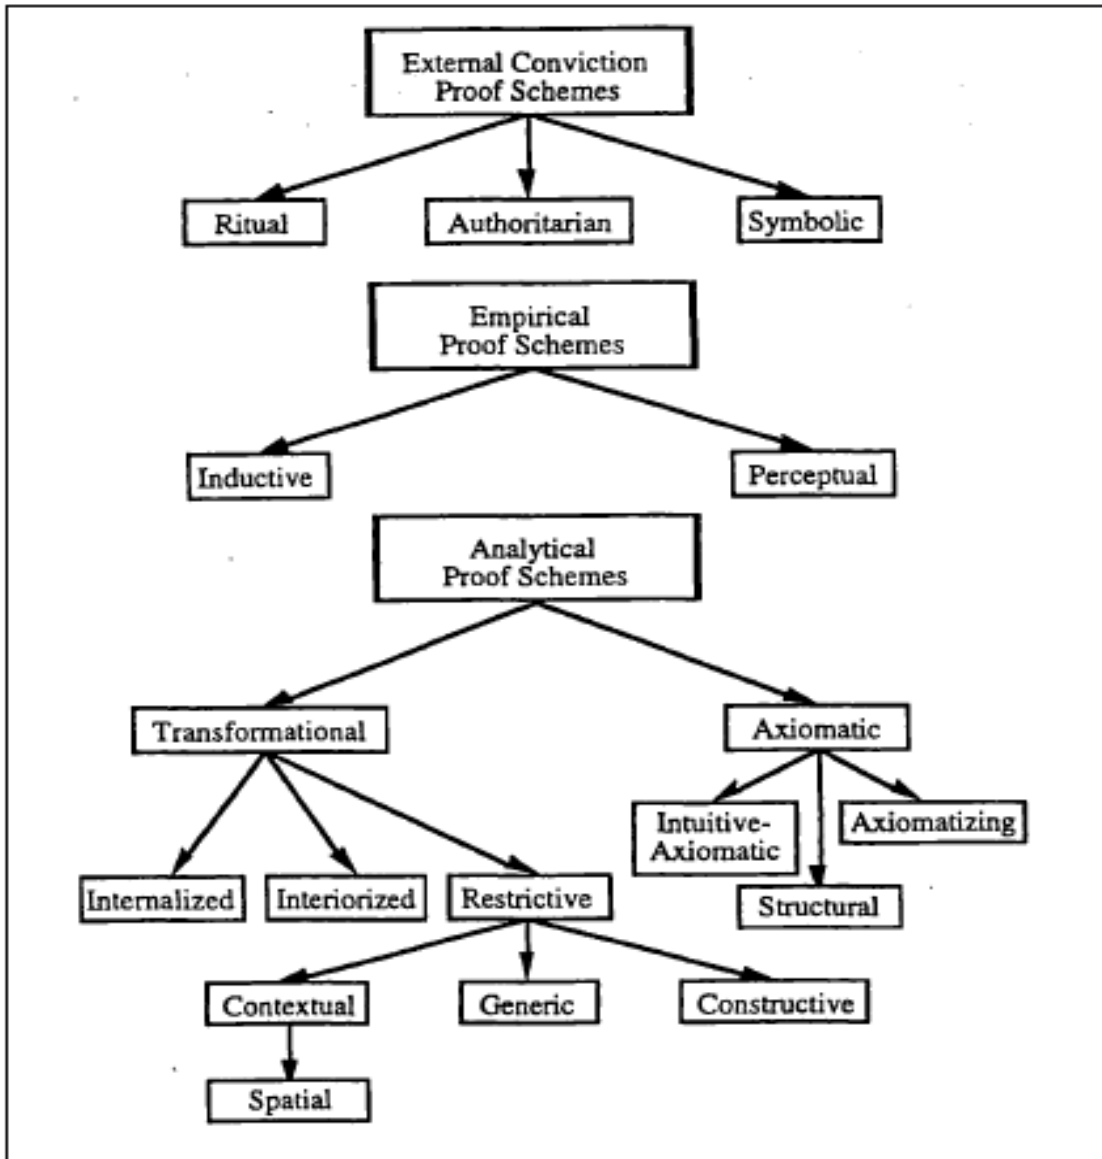 External Conviction
Proof Schemes
Ritual
Authoritarian
Symbolic
Empirical
Proof Schemes
Inductive
Perceptual
Analytical
Proof Schemes
Transformational
Axiomatic
Intuitive-
Axiomatic
Axiomatizing
Internalized
Interiorized
Restrictive
Structural
Contextual
Generic
Constructive
Spatial